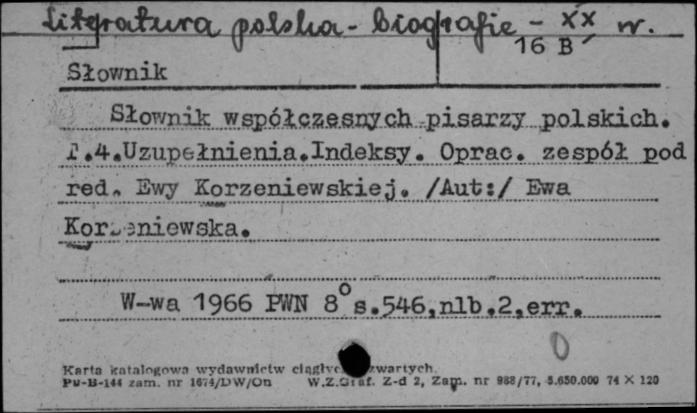 Literatura polska - biografie - XX w.
16 B
Słownik
Słownik współczesnych pisarzy polskich.
T.4.Uzupełnienia.Indeksy. Oprac. zespół pod
red. Ewy Korzeniewskiej. /Aut:/ Ewa
Korzeniewska.
W-wa 1966 PWN 8° s.546,nlb.2,err.
Karta katalogowa wydawnictw ciągłych zwartych.
Pu-B-144 zam. nr 1674/DW/On W.Z.Graf. Z-d 2, Zam. nr 988/77, 5.650.000 74 X 120